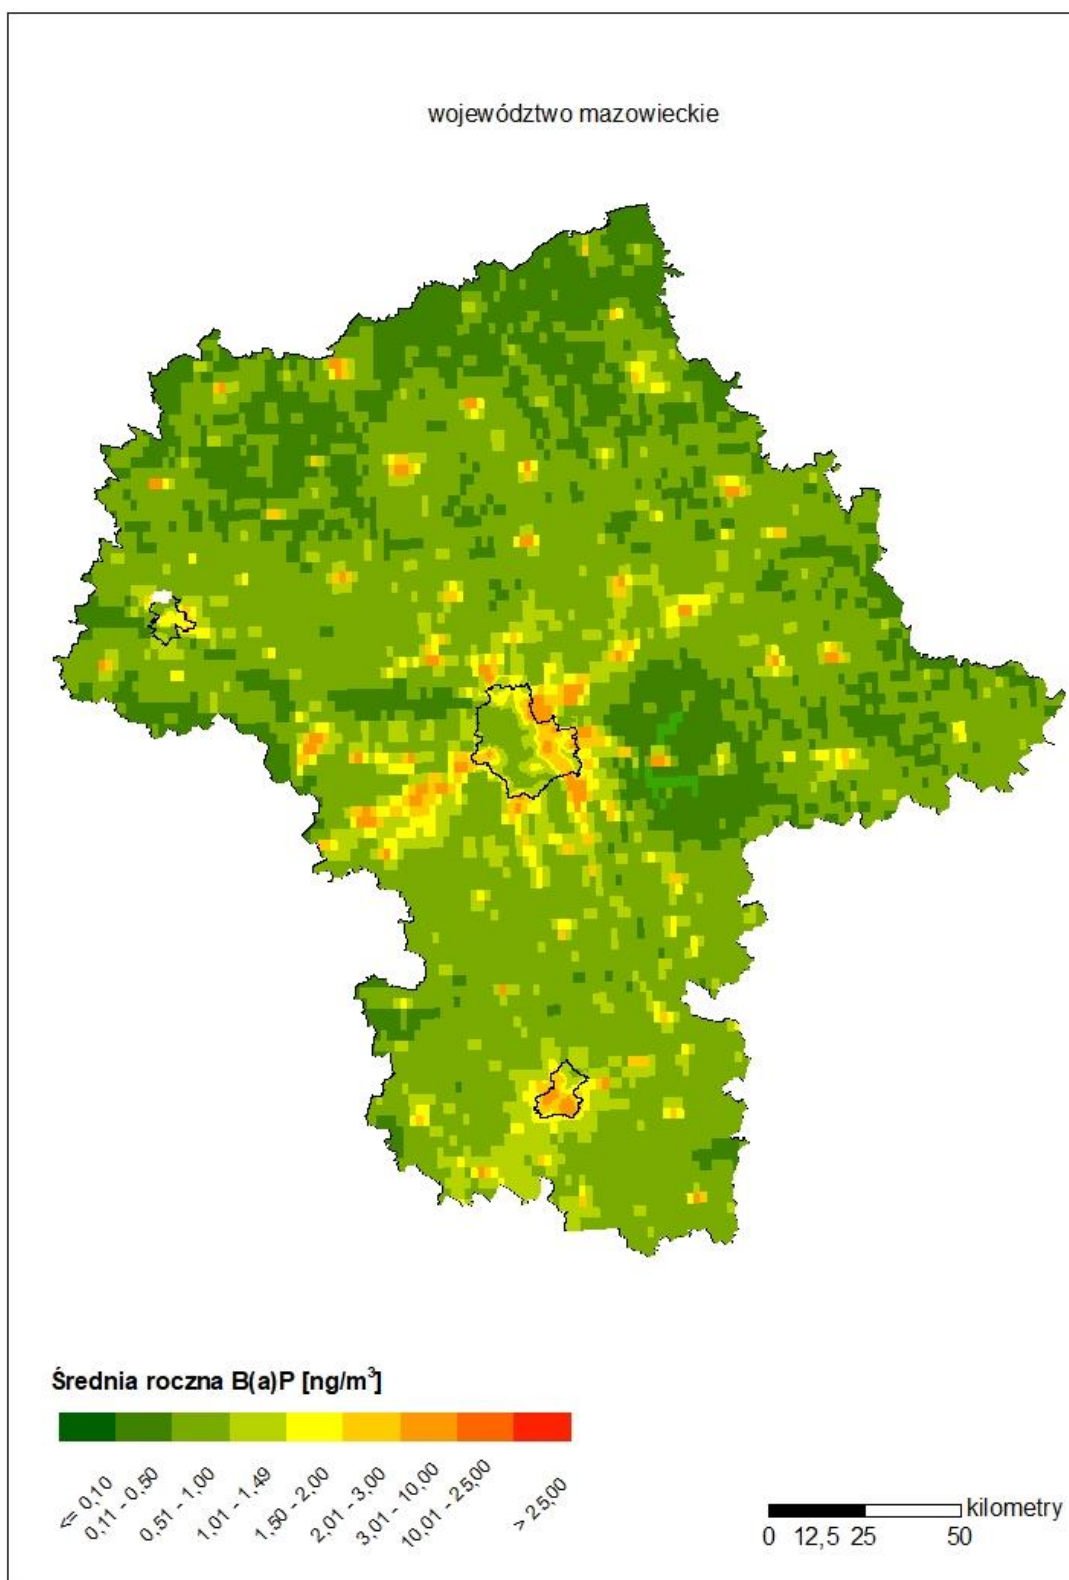 województwo mazowieckie
Średnia roczna B(a)P [ng/m³]
<= 0,10
0,11 - 0,50
0,51 - 1,00
1,01 - 1,49
1,50 - 2,00
2,01 - 3,00
3,01 - 10,00
10,01 - 25,00
> 25,00
kilometry
0 12,5 25 50